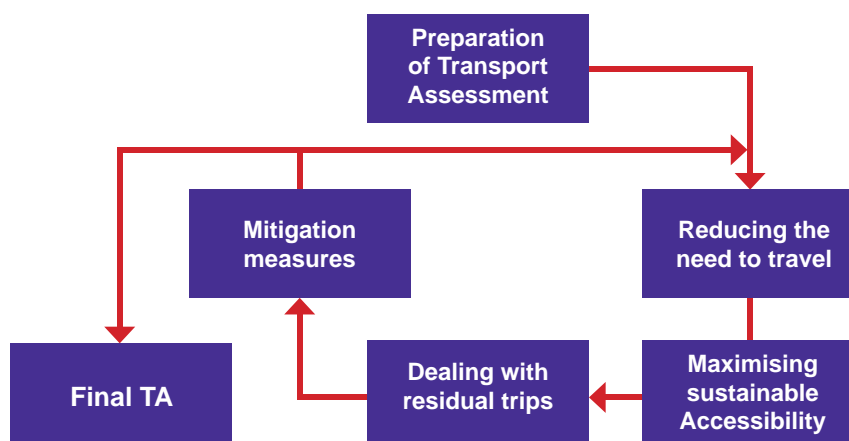 Preparation
of Transport
Assessment
Mitigation
measures
Reducing the
need to travel
Final TA
Dealing with
residual trips
Maximising
sustainable
Accessibility